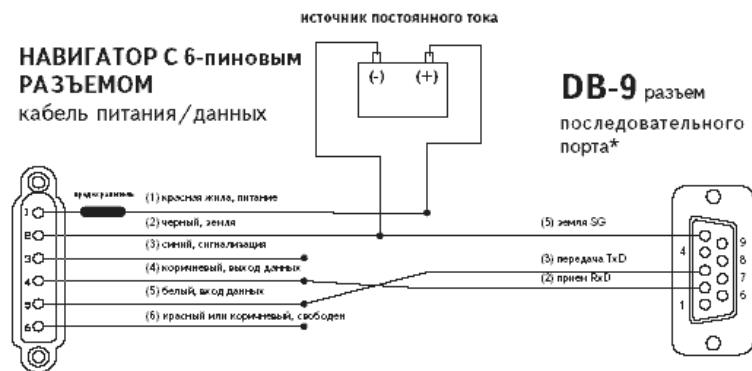 источник постоянного тока
НАВИГАТОР С 6-пиновым
РАЗЪЕМОМ
кабель питания/данных
(-) (+)
DB-9 разъем
последовательного
порта*
предохранитель
(1) красная жила, питание
(2) черный, земля
(3) синий, сигнализация
(4) коричневый, выход данных
(5) белый, вход данных
(6) красный или коричневый, свободен
(5) земля SG
(3) передача TxD
(2) прием RxD
1
2
3
4
5
6
4
1
9
8
7
6